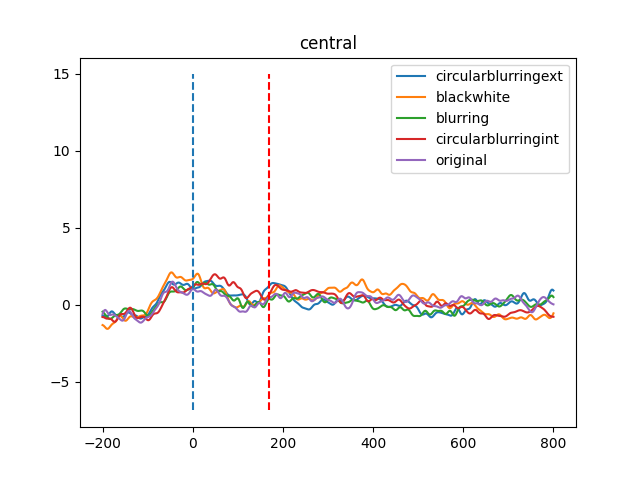 central
circularblurringext
blackwhite
blurring
circularblurringint
original
15
10
5
0
−5
−200
0
200
400
600
800